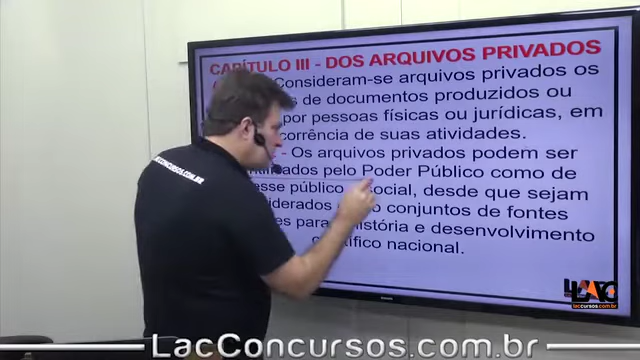 CAPÍTULO III - DOS ARQUIVOS PRIVADOS
Consideram-se arquivos privados os
de documentos produzidos ou
por pessoas físicas ou jurídicas, em
de suas atividades.
- Os arquivos privados podem ser
pelo Poder Público como de
público social, desde que sejam
conjuntos de fontes
para desenvolvimento
nacional.
LACCONCURSOS.COM.BR
LAC
laccursos.com.br
LacConcursos.com.br